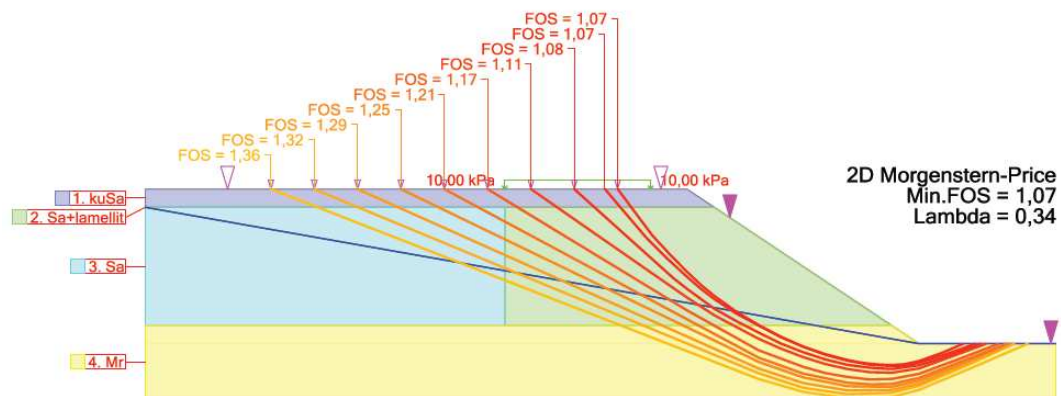 FOS = 1,07
FOS = 1,07
FOS = 1,08
FOS = 1,11
FOS = 1,17
FOS = 1,21
FOS = 1,25
FOS = 1,29
FOS = 1,32
FOS = 1,36
10,00 kPa 10,00 kPa
2D Morgenstern-Price
Min.FOS = 1,07
Lambda = 0,34
1. kuSa
2. Sa+lamellit
3. Sa
4. Mr